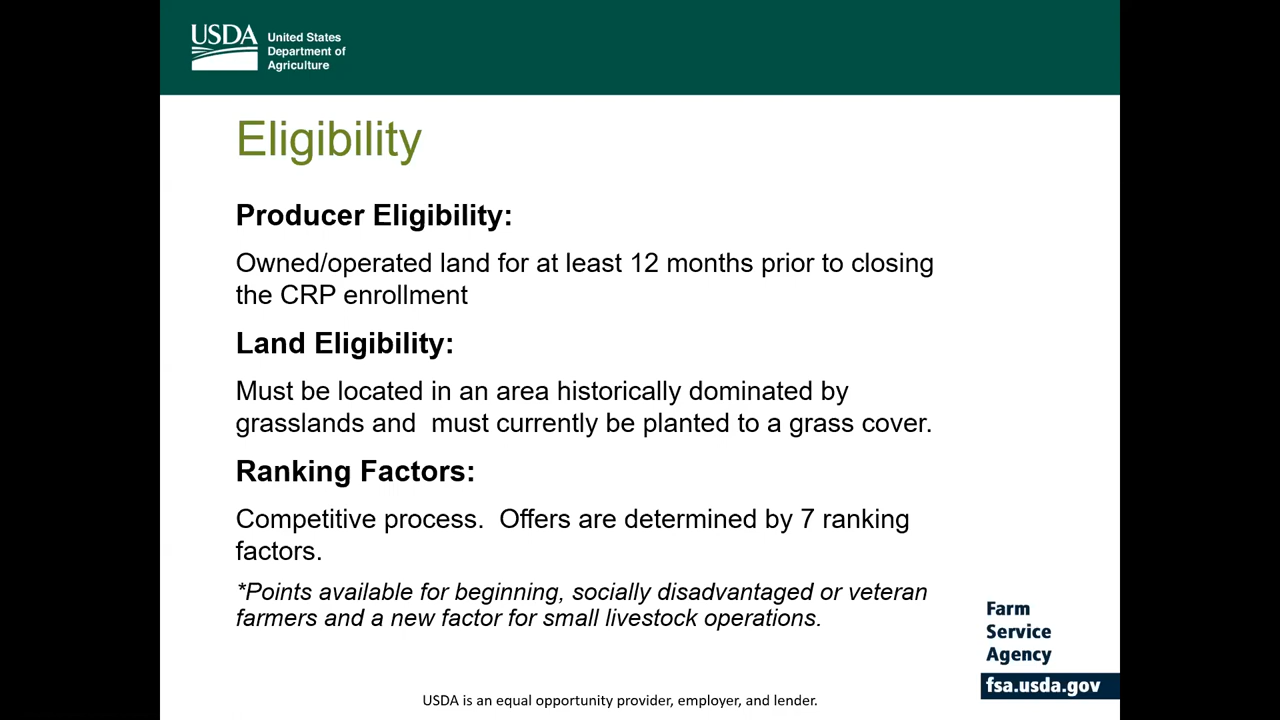 USDA
United States
Department of
Agriculture
Eligibility
Producer Eligibility:
Owned/operated land for at least 12 months prior to closing
the CRP enrollment
Land Eligibility:
Must be located in an area historically dominated by
grasslands and  must currently be planted to a grass cover.
Ranking Factors:
Competitive process.  Offers are determined by 7 ranking
factors.
*Points available for beginning, socially disadvantaged or veteran
farmers and a new factor for small livestock operations.
Farm
Service
Agency
fsa.usda.gov
USDA is an equal opportunity provider, employer, and lender.